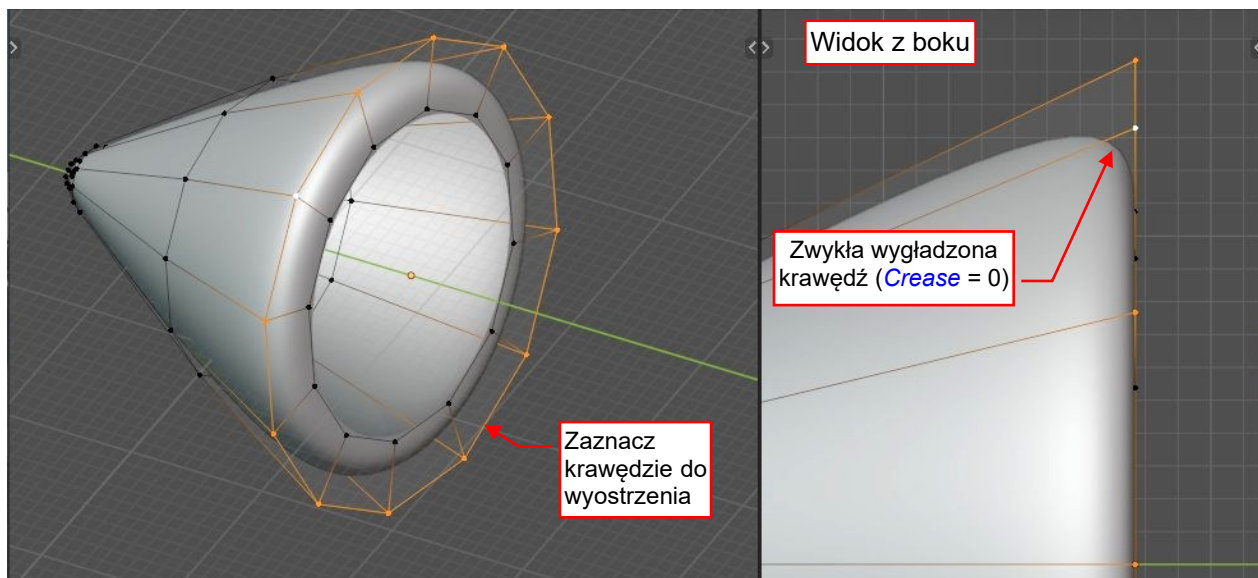 Widok z boku
Zwykła wygładzona
krawędź (Crease = 0)
Zaznacz
krawędzie do
wyostrzenia